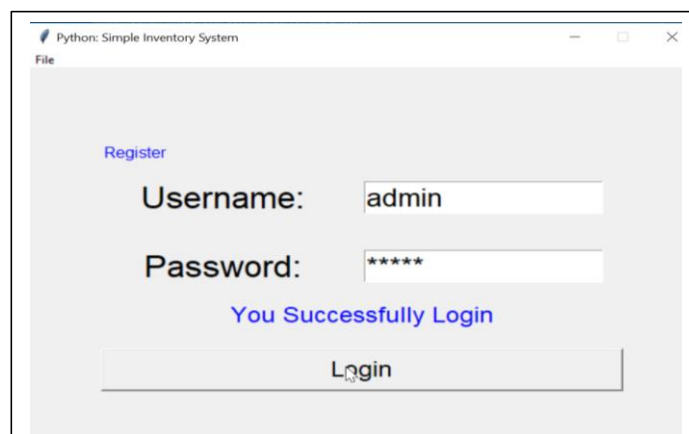 Python: Simple Inventory System
File
Register
Username: admin
Password: *****
You Successfully Login
Login